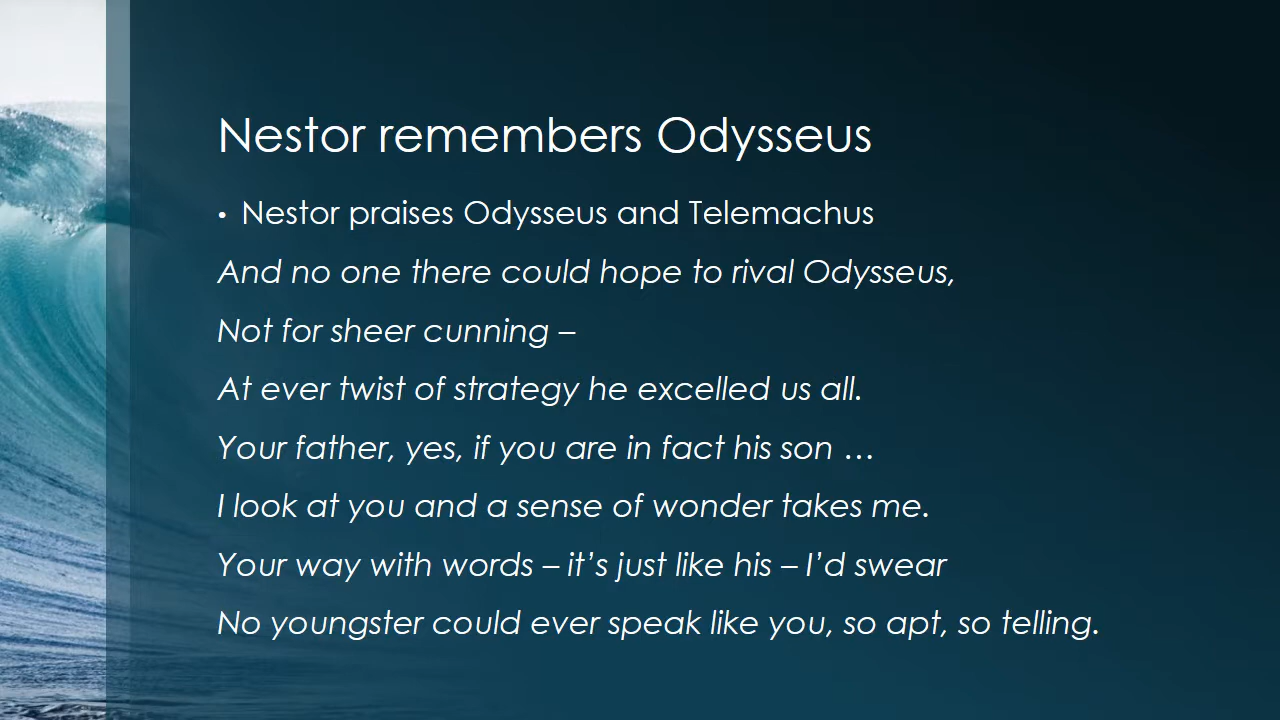 Nestor remembers Odysseus
• Nestor praises Odysseus and Telemachus
And no one there could hope to rival Odysseus,
Not for sheer cunning –
At ever twist of strategy he excelled us all.
Your father, yes, if you are in fact his son …
I look at you and a sense of wonder takes me.
Your way with words – it’s just like his – I’d swear
No youngster could ever speak like you, so apt, so telling.